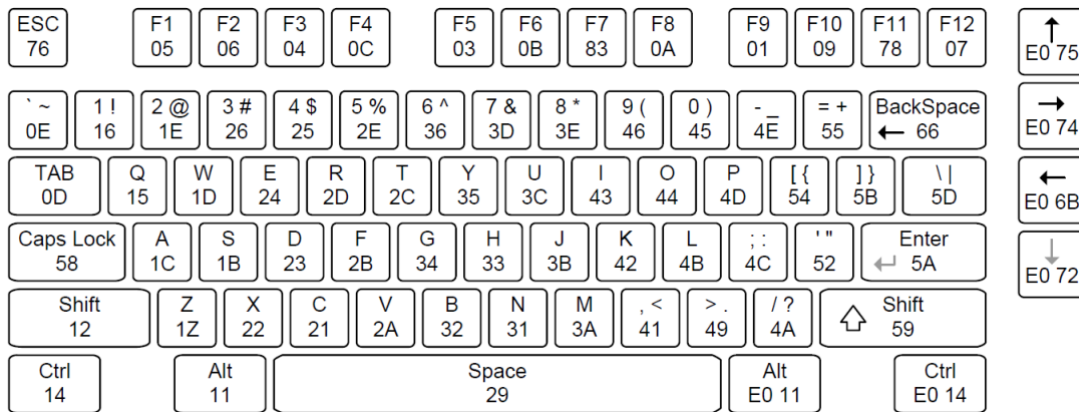 ESC F1 F2 F3 F4 F5 F6 F7 F8 F9 F10 F11 F12 ↑
76 05 06 04 0C 03 0B 83 0A 01 09 78 07 E0 75
` ~ 1 ! 2 @ 3 # 4 $ 5 % 6 ^ 7 & 8 * 9 ( 0 ) - _ = + BackSpace →
0E 16 1E 26 25 2E 36 3D 3E 46 45 4E 55 ← 66 E0 74
TAB Q W E R T Y U I O P [ { ] } \ | ←
0D 15 1D 24 2D 2C 35 3C 43 44 4D 54 5B 5D E0 6B
Caps Lock A S D F G H J K L ; : ' " Enter ↓
58 1C 1B 23 2B 34 33 3B 42 4B 4C 52 ↵ 5A E0 72
Shift Z X C V B N M , < > . / ? ⇧ Shift
12 1Z 22 21 2A 32 31 3A 41 49 4A 59
Ctrl Alt Space Alt Ctrl
14 11 29 E0 11 E0 14